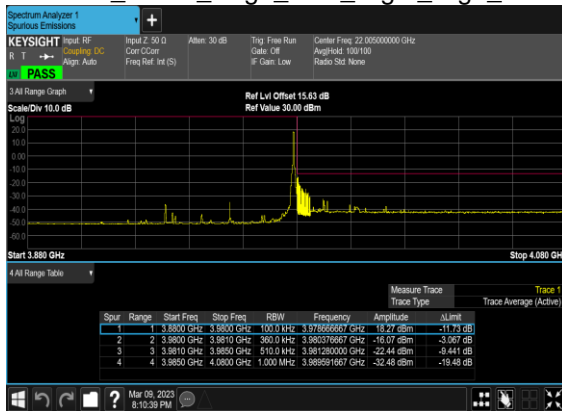 Spectrum Analyzer 1
Spurious Emissions
+
KEYSIGHT Input: RF Input Z: 50 Ω Atten: 30 dB Trig: Free Run Center Freq: 22.005000000 GHz
R T Coupling: DC Corr CCorr Gate: Off Avg|Hold: 100/100
Align: Auto Freq Ref: Int (S) IF Gain: Low Radio Std: None
PASS
3 All Range Graph
Ref Lvl Offset 15.63 dB
Scale/Div 10.0 dB Ref Value 30.00 dBm
Log
20.0
10.0
0.00
-10.0
-20.0
-30.0
-40.0
-50.0
-60.0
Start 3.880 GHz Stop 4.080 GH
4 All Range Table
Measure Trace Trace 1
Trace Type Trace Average (Active)
Spur Range Start Freq Stop Freq RBW Frequency Amplitude ΔLimit
1 1 3.8800 GHz 3.9800 GHz 100.0 kHz 3.978666667 GHz 18.27 dBm -11.73 dB
2 2 3.9800 GHz 3.9810 GHz 360.0 kHz 3.980376667 GHz -16.07 dBm -3.067 dB
3 3 3.9810 GHz 3.9850 GHz 510.0 kHz 3.981280000 GHz -22.44 dBm -9.441 dB
4 4 3.9850 GHz 4.0800 GHz 1.000 MHz 3.989591667 GHz -32.48 dBm -19.48 dB
?
Mar 09, 2023
8:10:39 PM